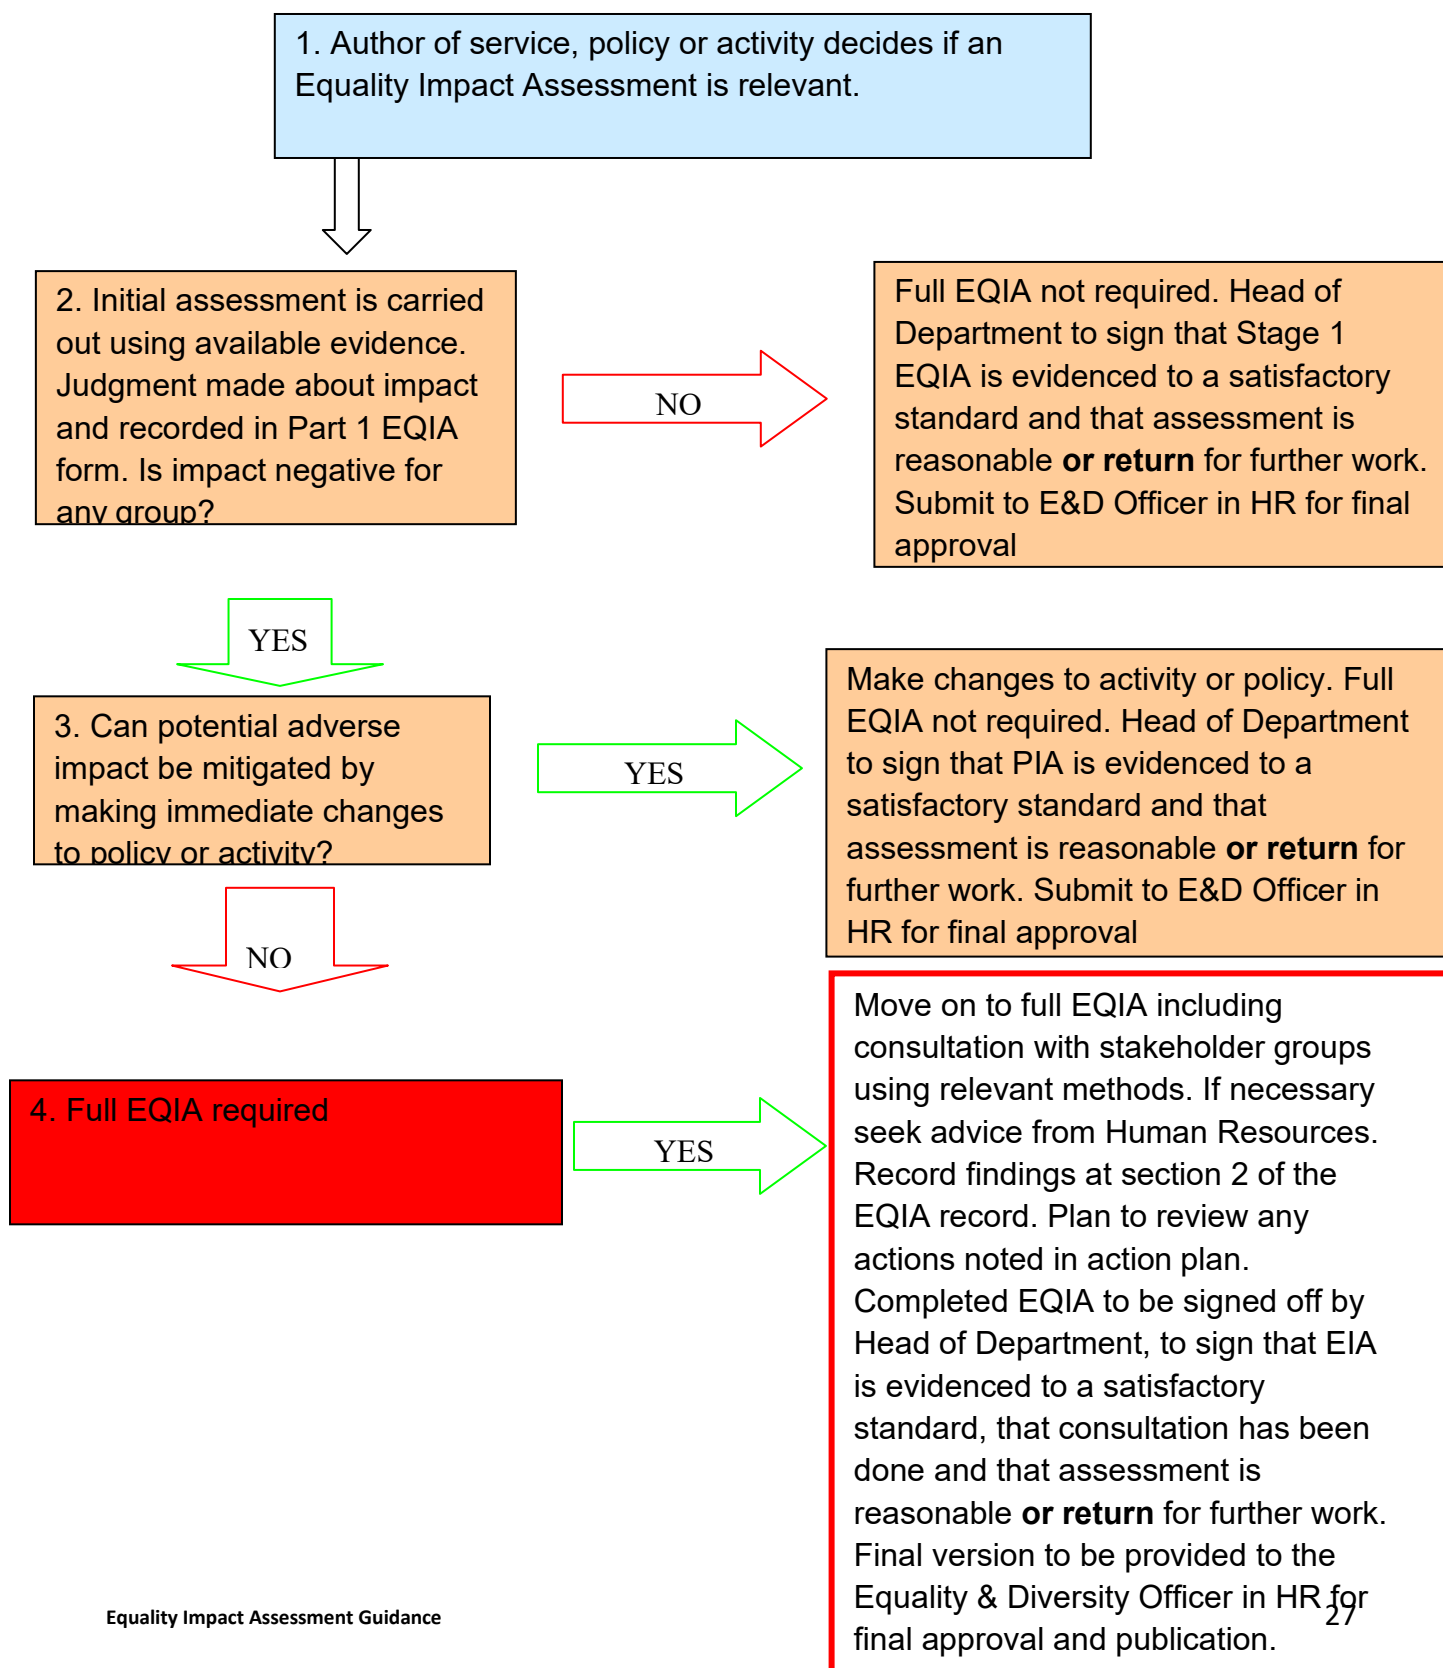 1. Author of service, policy or activity decides if an
Equality Impact Assessment is relevant.
2. Initial assessment is carried
out using available evidence.
Judgment made about impact
and recorded in Part 1 EQIA
form. Is impact negative for
any group?
NO
Full EQIA not required. Head of
Department to sign that Stage 1
EQIA is evidenced to a satisfactory
standard and that assessment is
reasonable or return for further work.
Submit to E&D Officer in HR for final
approval
YES
3. Can potential adverse
impact be mitigated by
making immediate changes
to policy or activity?
YES
Make changes to activity or policy. Full
EQIA not required. Head of Department
to sign that PIA is evidenced to a
satisfactory standard and that
assessment is reasonable or return for
further work. Submit to E&D Officer in
HR for final approval
NO
4. Full EQIA required
YES
Move on to full EQIA including
consultation with stakeholder groups
using relevant methods. If necessary
seek advice from Human Resources.
Record findings at section 2 of the
EQIA record. Plan to review any
actions noted in action plan.
Completed EQIA to be signed off by
Head of Department, to sign that EIA
is evidenced to a satisfactory
standard, that consultation has been
done and that assessment is
reasonable or return for further work.
Final version to be provided to the
Equality & Diversity Officer in HR for
final approval and publication.
Equality Impact Assessment Guidance
27